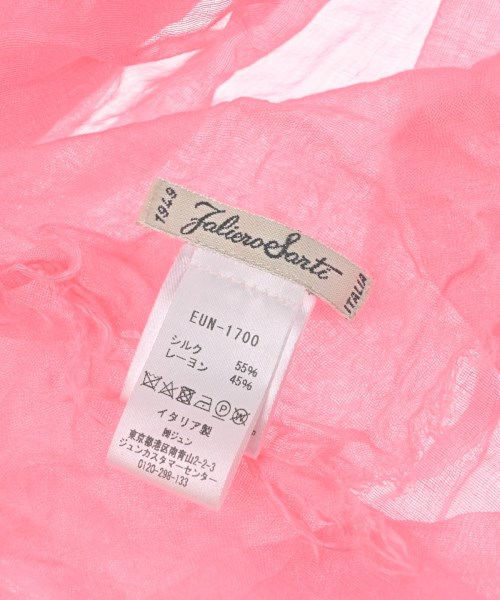 1949
Faliero Sarti
ITALIA
EUN-1700
シルク 55%
レーヨン 45%
イタリア製
㈱ジュン
東京都港区南青山2-2-3
ジュンカスタマーセンター
0120-298-133